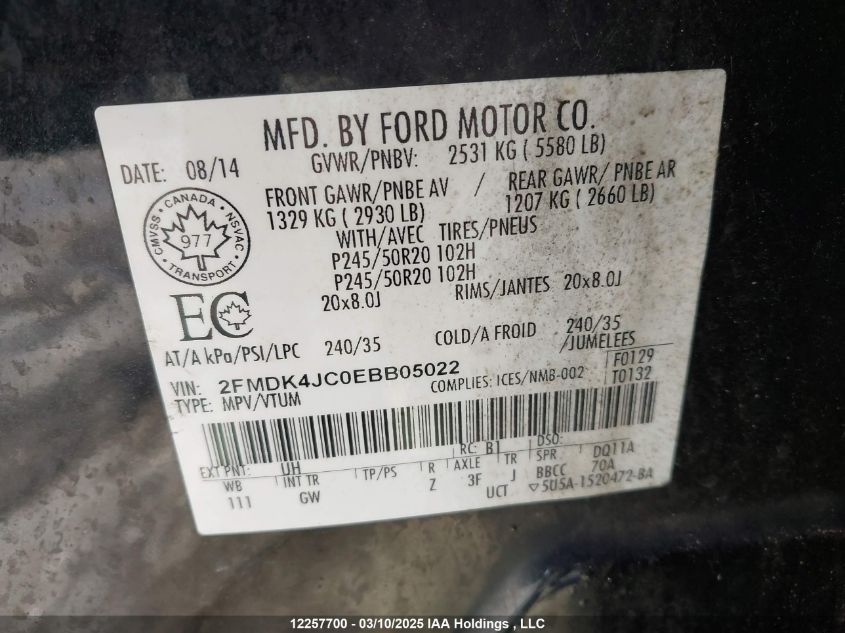 MFD. BY FORD MOTOR CO.
DATE: 08/14
GVWR/PNBV: 2531 KG ( 5580 LB)
FRONT GAWR/PNBE AV / REAR GAWR/ PNBE AR
1329 KG ( 2930 LB) 1207 KG ( 2660 LB)
WITH/AVEC TIRES/PNEUS
P245/50R20 102H
P245/50R20 102H
20x8.0J RIMS/JANTES 20x8.0J
CMVSS • CANADA • NSVAC
977
TRANSPORT
EC
AT/A kPa/PSI/LPC 240/35 COLD/A FROID 240/35
/JUMELEES
VIN: 2FMDK4JC0EBB05022 COMPLIES: ICES/NMB-002 F0129
TYPE: MPV/VTUM T0132
EXT PNT: UH RC: B1 DSO:
WB INT TR TP/PS R AXLE TR SPR DQ11A
111 GW Z 3F J BBCC 70A
UCT ▽5U5A-1520472-BA
12257700 - 03/10/2025 IAA Holdings , LLC